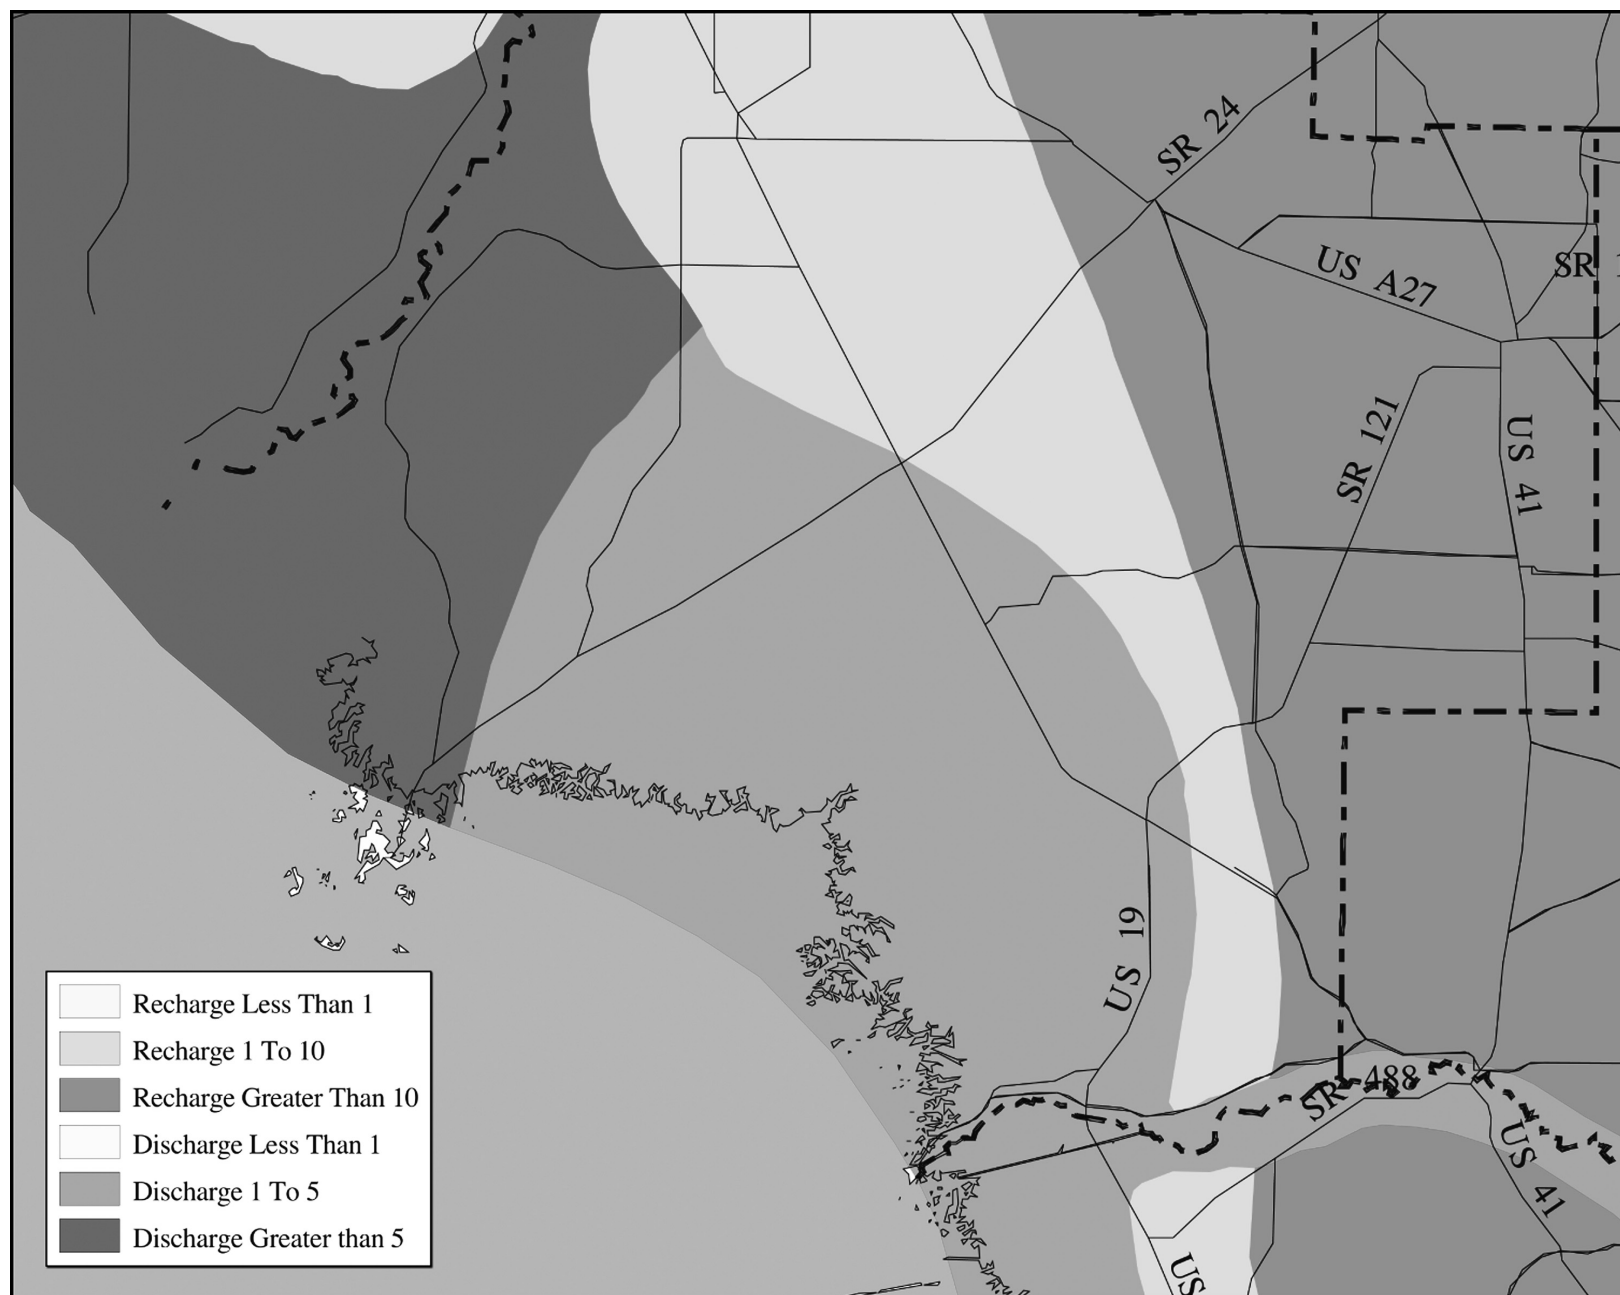 SR 24
US A27
SR 1
SR 121
US 41
US 19
SR 488
US 41
US
Recharge Less Than 1
Recharge 1 To 10
Recharge Greater Than 10
Discharge Less Than 1
Discharge 1 To 5
Discharge Greater than 5